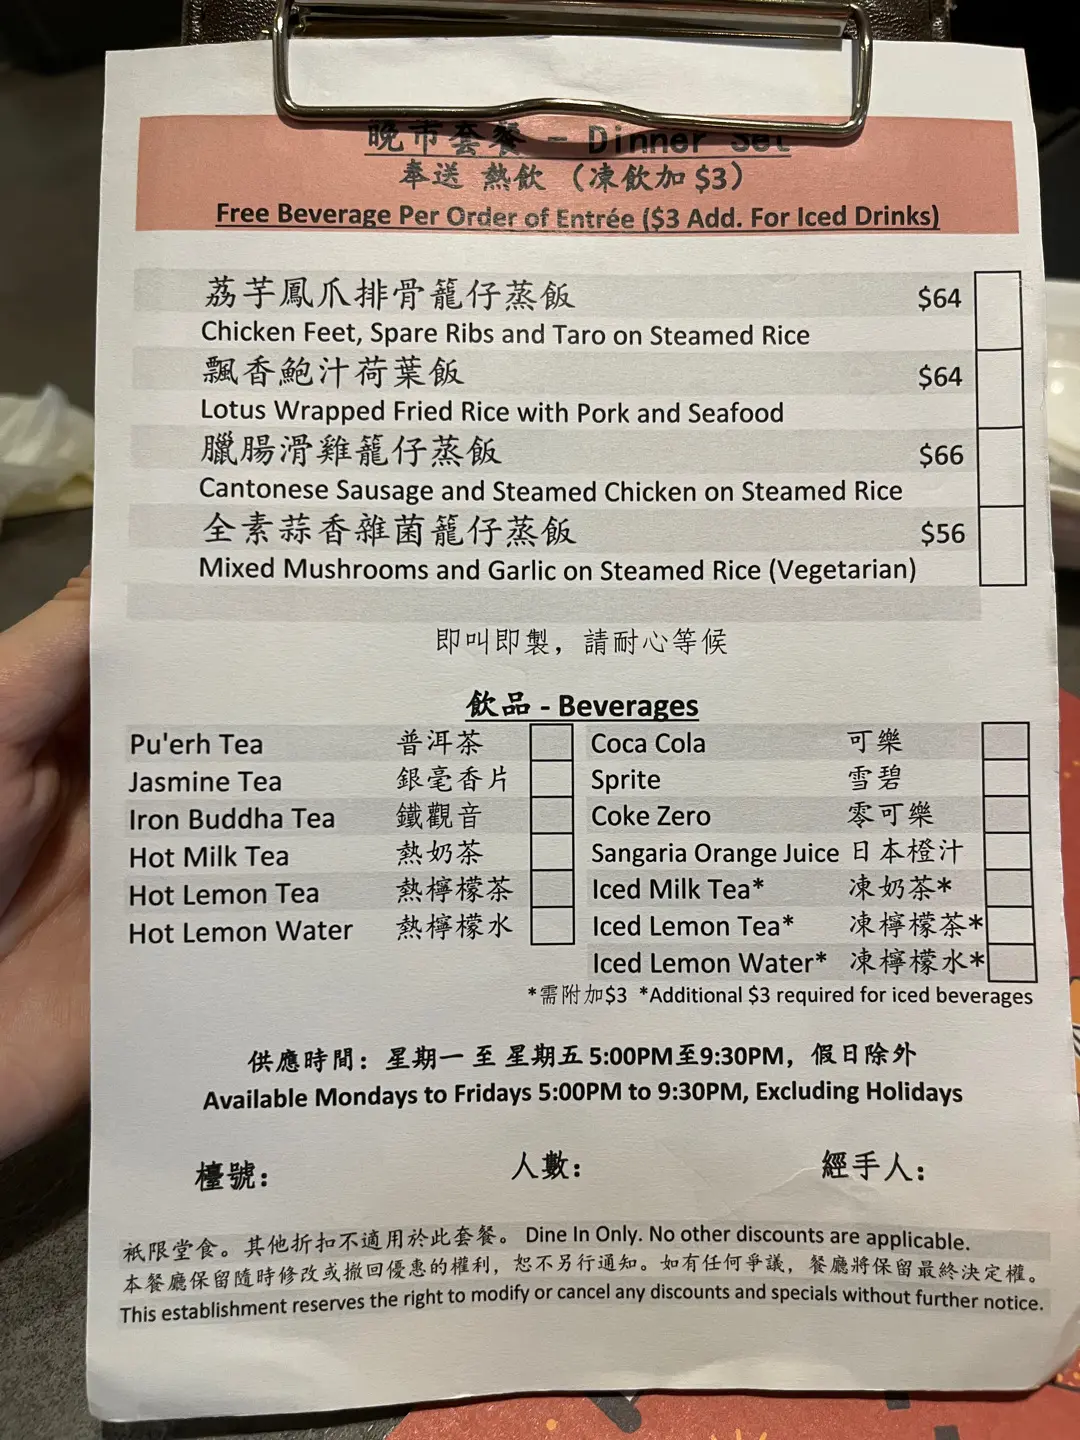 晚市套餐 - Dinner Set
奉送 熱飲 （凍飲加 $3）
Free Beverage Per Order of Entrée ($3 Add. For Iced Drinks)
荔芋鳳爪排骨籠仔蒸飯 $64
Chicken Feet, Spare Ribs and Taro on Steamed Rice
飄香鮑汁荷葉飯 $64
Lotus Wrapped Fried Rice with Pork and Seafood
臘腸滑雞籠仔蒸飯 $66
Cantonese Sausage and Steamed Chicken on Steamed Rice
全素蒜香雜菌籠仔蒸飯 $56
Mixed Mushrooms and Garlic on Steamed Rice (Vegetarian)
即叫即製，請耐心等候
飲品 - Beverages
Pu'erh Tea 普洱茶 Coca Cola 可樂
Jasmine Tea 銀毫香片 Sprite 雪碧
Iron Buddha Tea 鐵觀音 Coke Zero 零可樂
Hot Milk Tea 熱奶茶 Sangaria Orange Juice 日本橙汁
Hot Lemon Tea 熱檸檬茶 Iced Milk Tea* 凍奶茶*
Hot Lemon Water 熱檸檬水 Iced Lemon Tea* 凍檸檬茶*
Iced Lemon Water* 凍檸檬水*
*需附加$3 *Additional $3 required for iced beverages
供應時間：星期一 至 星期五 5:00PM至9:30PM，假日除外
Available Mondays to Fridays 5:00PM to 9:30PM, Excluding Holidays
檯號： 人數： 經手人：
祇限堂食。其他折扣不適用於此套餐。 Dine In Only. No other discounts are applicable.
本餐廳保留隨時修改或撤回優惠的權利，恕不另行通知。如有任何爭議，餐廳將保留最終決定權。
This establishment reserves the right to modify or cancel any discounts and specials without further notice.